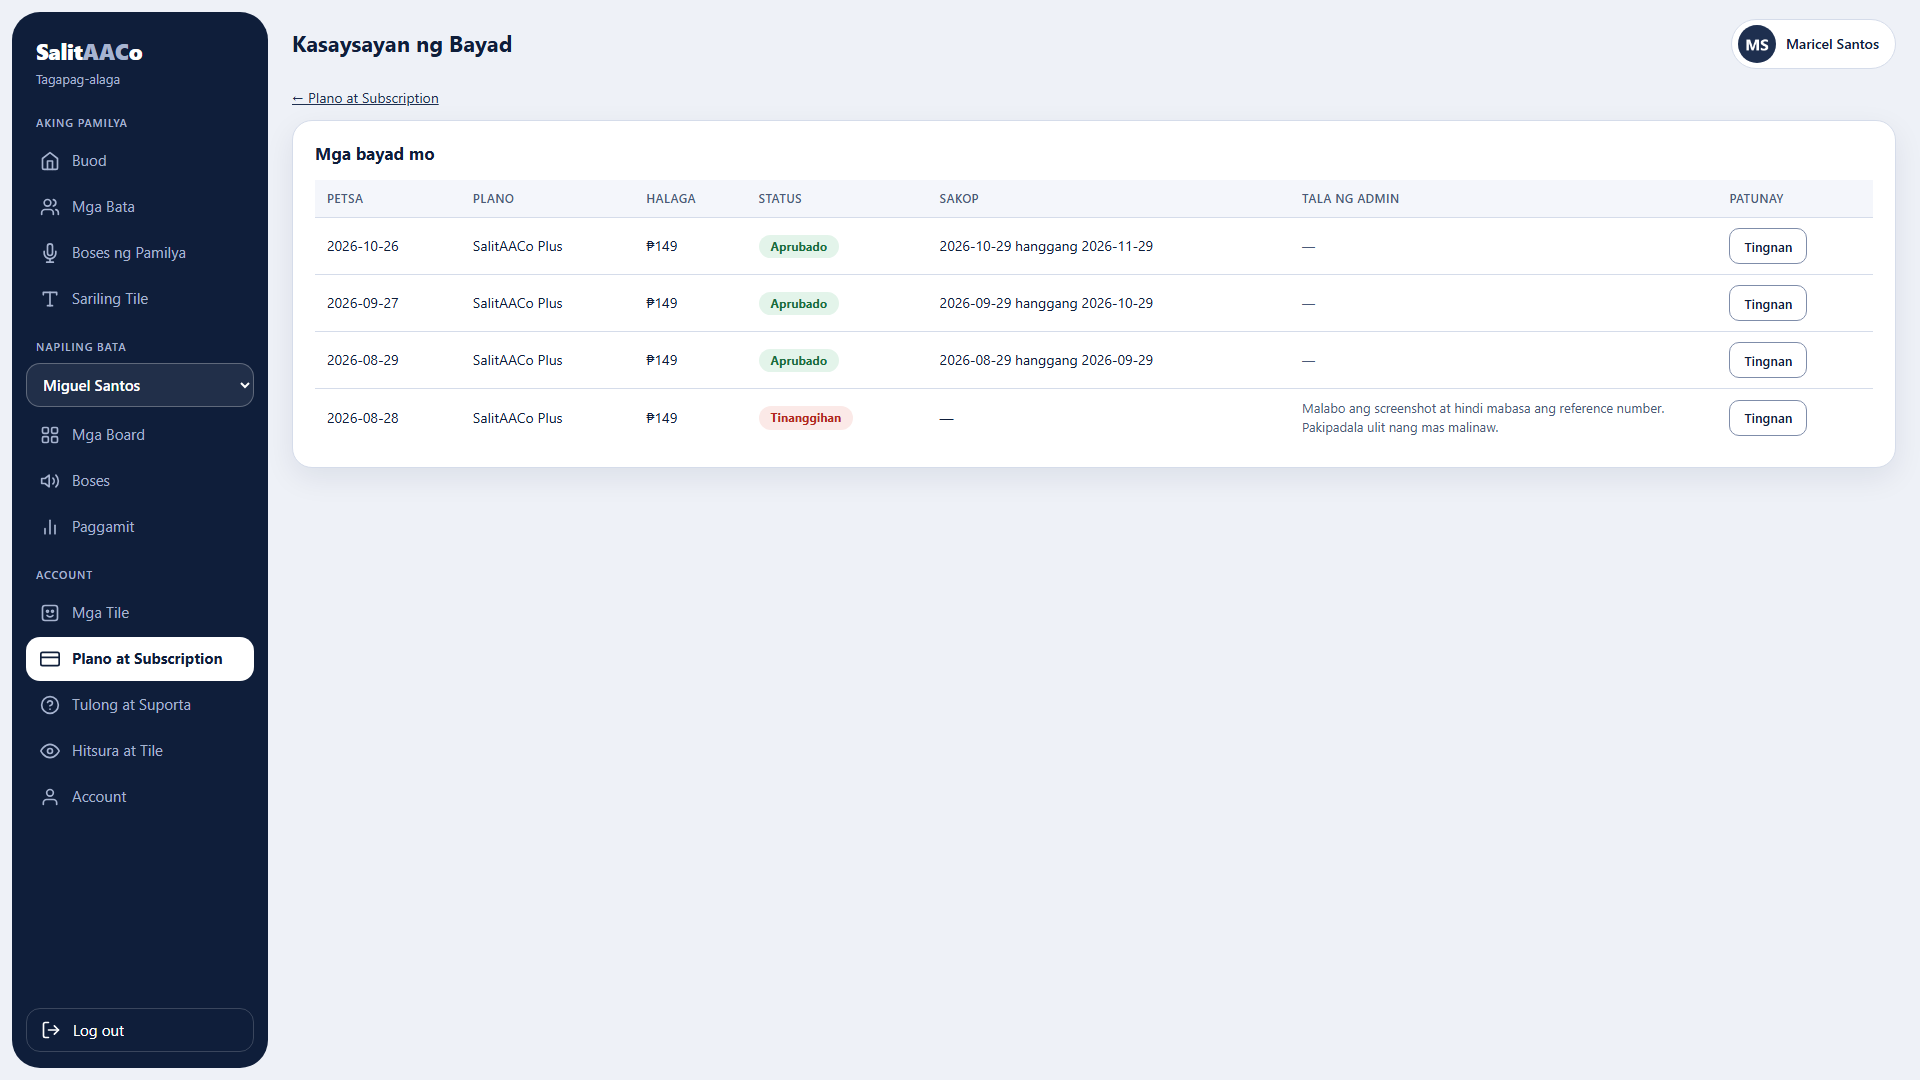 SalitAACo
Tagapag-alaga
AKING PAMILYA
Buod
Mga Bata
Boses ng Pamilya
Sariling Tile
NAPILING BATA
Miguel Santos
Mga Board
Boses
Paggamit
ACCOUNT
Mga Tile
Plano at Subscription
Tulong at Suporta
Hitsura at Tile
Account
Log out
Kasaysayan ng Bayad
MS Maricel Santos
← Plano at Subscription
Mga bayad mo
PETSA PLANO HALAGA STATUS SAKOP TALA NG ADMIN PATUNAY
2026-10-26 SalitAACo Plus ₱149 Aprubado 2026-10-29 hanggang 2026-11-29 — Tingnan
2026-09-27 SalitAACo Plus ₱149 Aprubado 2026-09-29 hanggang 2026-10-29 — Tingnan
2026-08-29 SalitAACo Plus ₱149 Aprubado 2026-08-29 hanggang 2026-09-29 — Tingnan
2026-08-28 SalitAACo Plus ₱149 Tinanggihan — Malabo ang screenshot at hindi mabasa ang reference number.
Pakipadala ulit nang mas malinaw. Tingnan